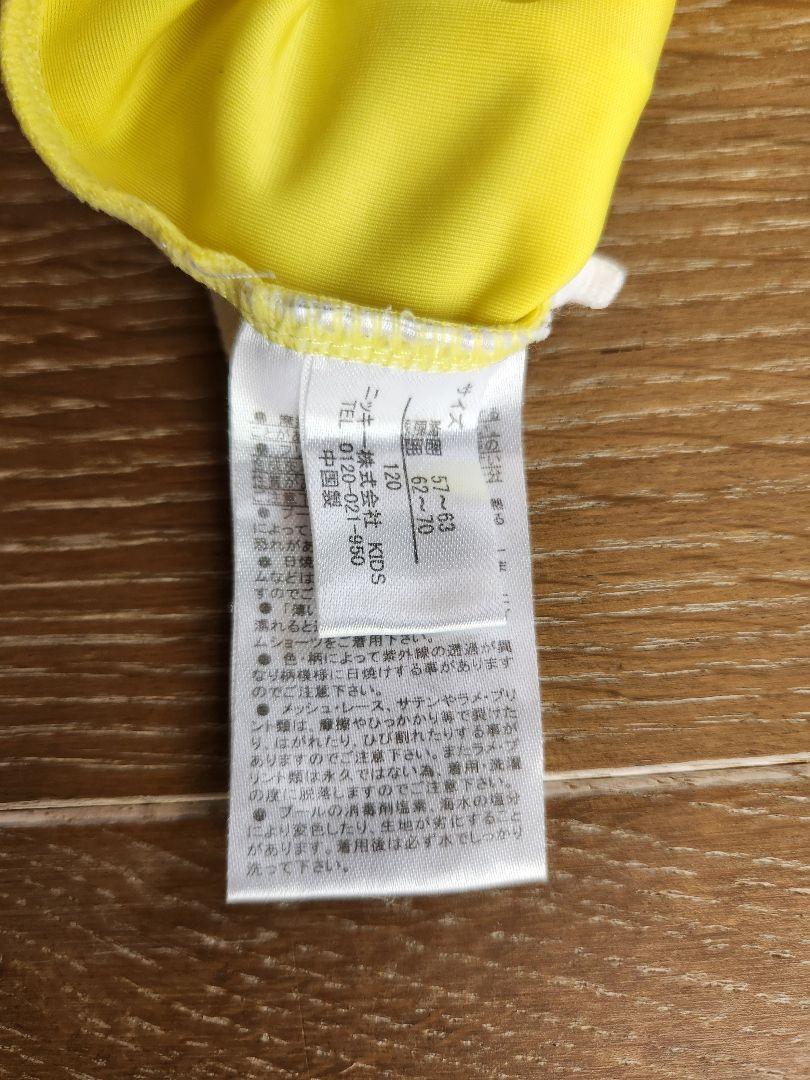 サイズ
胸囲 57～63
腰囲 62～70
120
ニッキー株式会社 KIDS
TEL 0120-021-950
中国製
によって
恐れがあ
● 日焼
ムなどは
すのでご
● 「薄い
濡れると
ムショーツをご着用下さい。
● 色・柄によって紫外線の透過が異
なり柄模様に日焼けする事があります
のでご注意下さい。
● メッシュ・レース、サテンやラメ・プリ
ント類は、摩擦やひっかかり等で裂けた
り、はがれたり、ひび割れたりする事が
ありますのでご注意下さい。またラメ・プ
リント類は永久ではない為、着用・洗濯
の度に脱落しますのでご注意下さい。
● プールの消毒剤塩素、海水の塩分
により変色したり、生地が劣化すること
があります。着用後は必ず水でしっかり
洗って下さい。